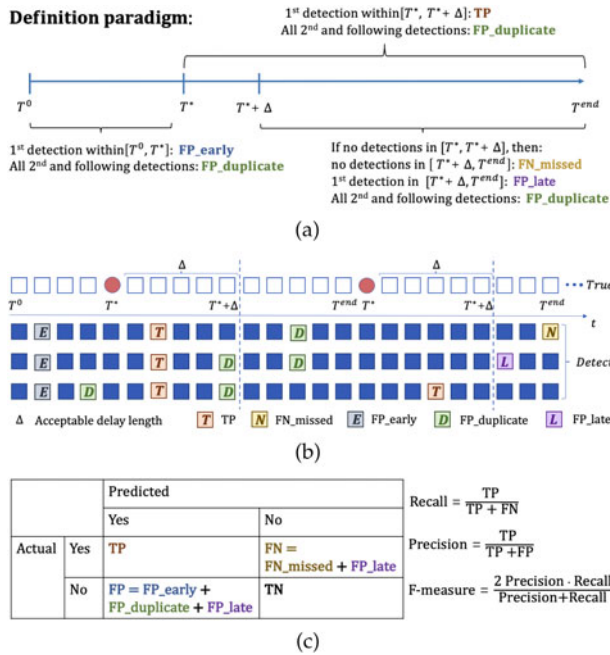 Definition paradigm:
1st detection within[T*, T*+ Δ]: TP
All 2nd and following detections: FP_duplicate
T⁰ T* T*+ Δ Tᵉⁿᵈ
1st detection within[T⁰, T*]: FP_early
All 2nd and following detections: FP_duplicate
If no detections in [T*, T*+ Δ], then:
no detections in [ T*+ Δ, Tᵉⁿᵈ]: FN_missed
1st detection in [T*+ Δ, Tᵉⁿᵈ]: FP_late
All 2nd and following detections: FP_duplicate
(a)
Δ Δ
True
T⁰ T* T*+Δ Tᵉⁿᵈ T* T*+Δ Tᵉⁿᵈ
t
E T D N
E T D D L
Detect
E D T D T
Δ Acceptable delay length T TP N FN_missed E FP_early D FP_duplicate L FP_late
(b)
Predicted
Yes No
Actual Yes TP FN =
FN_missed + FP_late
No FP = FP_early +
FP_duplicate + FP_late
TN
Recall = TP / TP + FN
Precision = TP / TP +FP
F-measure = 2 Precision · Recall / Precision+Recall
(c)